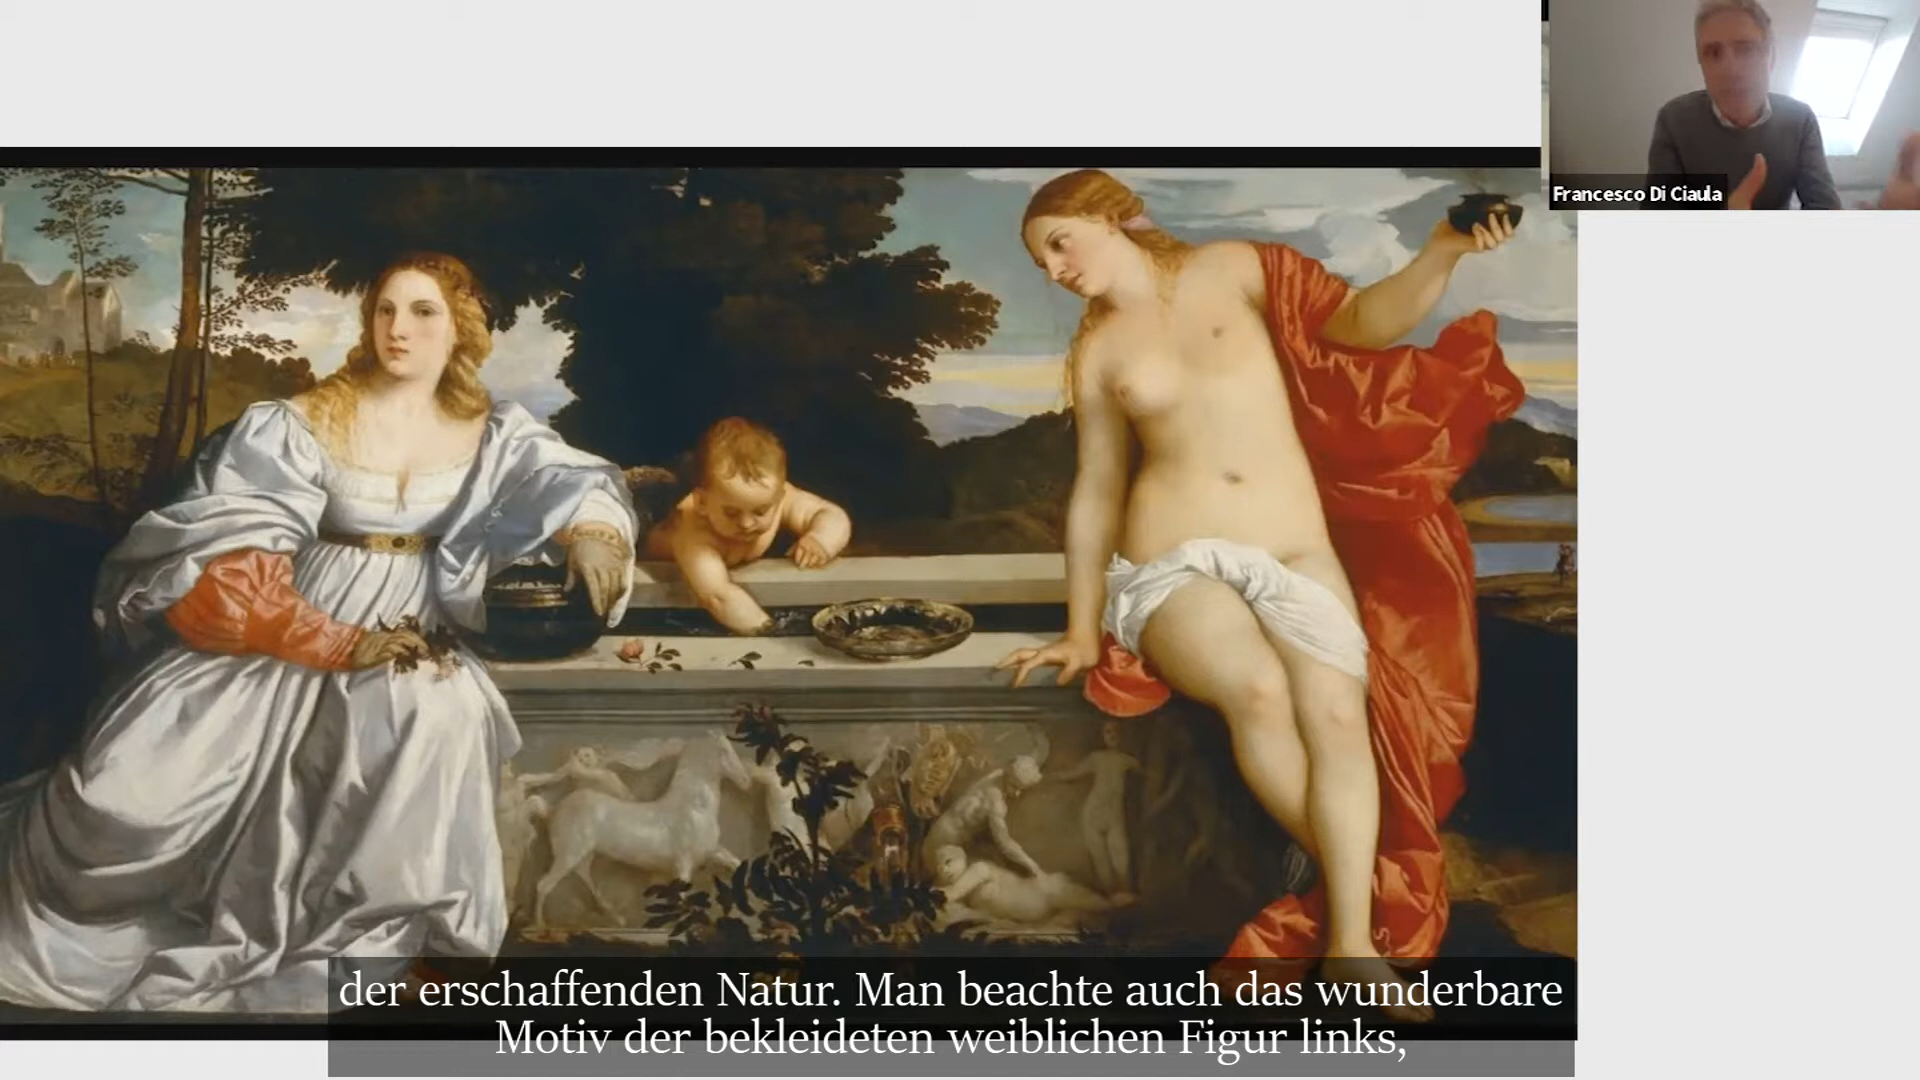 Francesco Di Ciaula
der erschaffenden Natur. Man beachte auch das wunderbare
Motiv der bekleideten weiblichen Figur links,